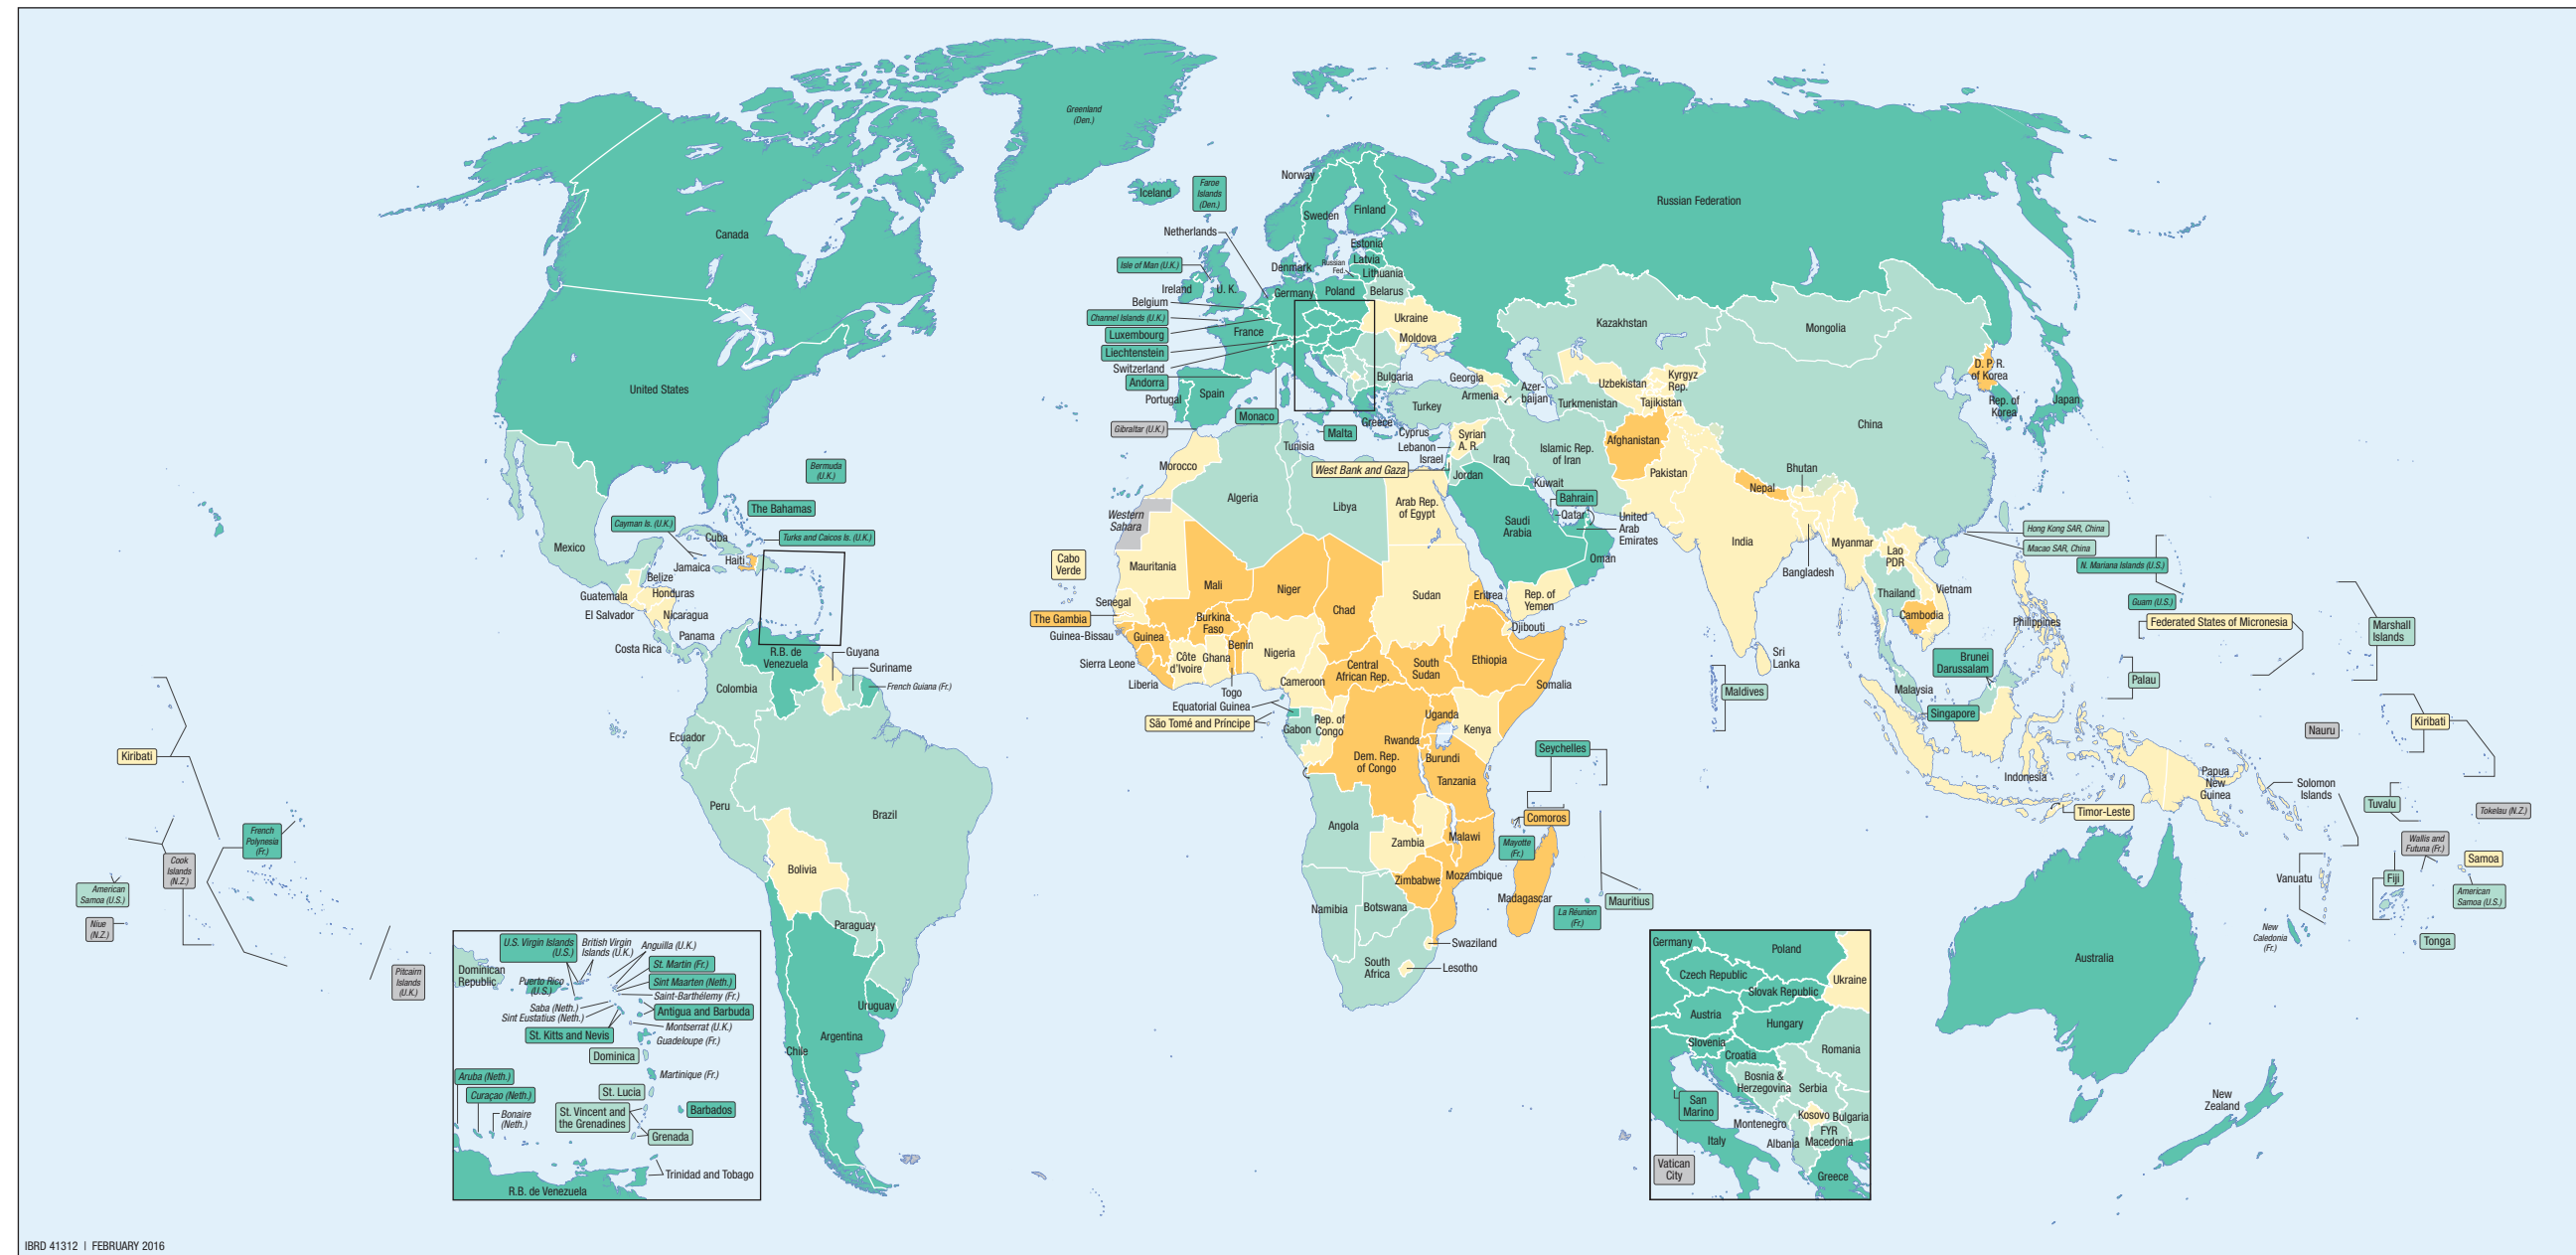 Greenland
(Den.)
Iceland
Faroe
Islands
(Den.)
Norway
Sweden
Finland
Russian Federation
Canada
Netherlands
Estonia
Latvia
Russian
Fed.
Lithuania
Denmark
Isle of Man (U.K.)
Ireland
U. K.
Germany
Poland
Belarus
Belgium
Channel Islands (U.K.)
Luxembourg
France
Ukraine
Moldova
Liechtenstein
Switzerland
Andorra
Kazakhstan
Mongolia
United States
Portugal
Spain
Monaco
Bulgaria
Georgia
Armenia
Azer-
baijan
Uzbekistan
Kyrgyz
Rep.
Turkmenistan
Tajikistan
D. P. R.
of Korea
Rep. of
Korea
Japan
Gibraltar (U.K.)
Malta
Greece
Turkey
Cyprus
Lebanon
Israel
Syrian
A. R.
Tunisia
Iraq
Islamic Rep.
of Iran
Afghanistan
China
Bermuda
(U.K.)
Morocco
West Bank and Gaza
Jordan
Kuwait
Pakistan
Bhutan
Nepal
The Bahamas
Algeria
Libya
Arab Rep.
of Egypt
Bahrain
Qatar
Saudi
Arabia
United
Arab
Emirates
Western
Sahara
Cayman Is. (U.K.)
Turks and Caicos Is. (U.K.)
Cuba
Mexico
Haiti
Jamaica
Belize
Guatemala
Honduras
El Salvador
Nicaragua
Costa Rica
Panama
Oman
India
Bangladesh
Myanmar
Lao
PDR
Hong Kong SAR, China
Macao SAR, China
N. Mariana Islands (U.S.)
Guam (U.S.)
Vietnam
Thailand
Cambodia
Philippines
Federated States of Micronesia
Marshall
Islands
Cabo
Verde
Mauritania
Mali
Niger
Chad
Sudan
Eritrea
Rep. of
Yemen
Djibouti
Senegal
The Gambia
Guinea-Bissau
Guinea
Burkina
Faso
Benin
Sierra Leone
Côte
d'Ivoire
Ghana
Nigeria
Liberia
Togo
Cameroon
Central
African Rep.
South
Sudan
Ethiopia
Somalia
Equatorial Guinea
São Tomé and Príncipe
Gabon
Rep. of
Congo
Uganda
Kenya
Rwanda
Burundi
Dem. Rep.
of Congo
Tanzania
R.B. de
Venezuela
Guyana
Suriname
French Guiana (Fr.)
Colombia
Ecuador
Peru
Brazil
Bolivia
Paraguay
Uruguay
Argentina
Chile
Sri
Lanka
Maldives
Malaysia
Brunei
Darussalam
Singapore
Palau
Nauru
Kiribati
Indonesia
Papua
New
Guinea
Solomon
Islands
Timor-Leste
Tuvalu
Tokelau (N.Z.)
Wallis and
Futuna (Fr.)
Samoa
Vanuatu
Fiji
American
Samoa (U.S.)
New
Caledonia
(Fr.)
Tonga
Australia
New
Zealand
Seychelles
Comoros
Mayotte
(Fr.)
Angola
Zambia
Malawi
Mozambique
Zimbabwe
Madagascar
La Réunion
(Fr.)
Mauritius
Namibia
Botswana
Swaziland
South
Africa
Lesotho
Kiribati
French
Polynesia
(Fr.)
Cook
Islands
(N.Z.)
American
Samoa (U.S.)
Niue
(N.Z.)
Pitcairn
Islands
(U.K.)
U.S. Virgin Islands
(U.S.)
British Virgin
Islands (U.K.)
Anguilla (U.K.)
St. Martin (Fr.)
Dominican
Republic
Puerto Rico
(U.S.)
Sint Maarten (Neth.)
Saint-Barthélemy (Fr.)
Saba (Neth.)
Sint Eustatius (Neth.)
Antigua and Barbuda
Montserrat (U.K.)
St. Kitts and Nevis
Guadeloupe (Fr.)
Dominica
Martinique (Fr.)
Aruba (Neth.)
Curaçao (Neth.)
St. Lucia
Bonaire
(Neth.)
St. Vincent and
the Grenadines
Barbados
Grenada
Trinidad and Tobago
R.B. de Venezuela
Germany
Poland
Czech Republic
Ukraine
Slovak Republic
Austria
Hungary
Slovenia
Croatia
Romania
Bosnia &
Herzegovina
Serbia
San
Marino
Kosovo
Bulgaria
Montenegro
FYR
Macedonia
Albania
Italy
Vatican
City
Greece
IBRD 41312 | FEBRUARY 2016